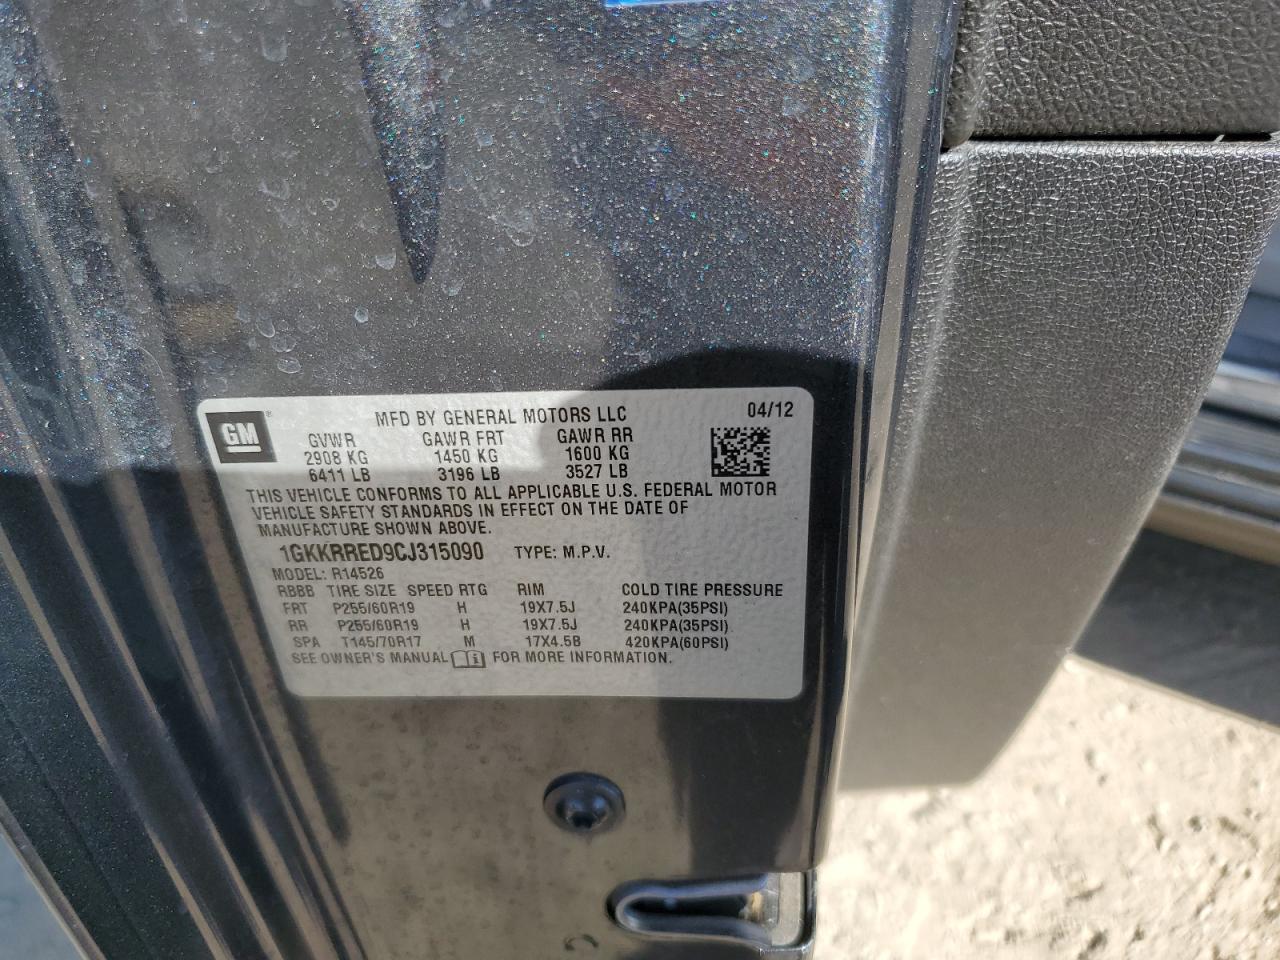 GM ®
MFD BY GENERAL MOTORS LLC 04/12
GVWR GAWR FRT GAWR RR
2908 KG 1450 KG 1600 KG
6411 LB 3196 LB 3527 LB
THIS VEHICLE CONFORMS TO ALL APPLICABLE U.S. FEDERAL MOTOR
VEHICLE SAFETY STANDARDS IN EFFECT ON THE DATE OF
MANUFACTURE SHOWN ABOVE.
1GKKRRED9CJ315090 TYPE: M.P.V.
MODEL: R14526
RBBB TIRE SIZE SPEED RTG RIM COLD TIRE PRESSURE
FRT P255/60R19 H 19X7.5J 240KPA(35PSI)
RR P255/60R19 H 19X7.5J 240KPA(35PSI)
SPA T145/70R17 M 17X4.5B 420KPA(60PSI)
SEE OWNER'S MANUAL FOR MORE INFORMATION.